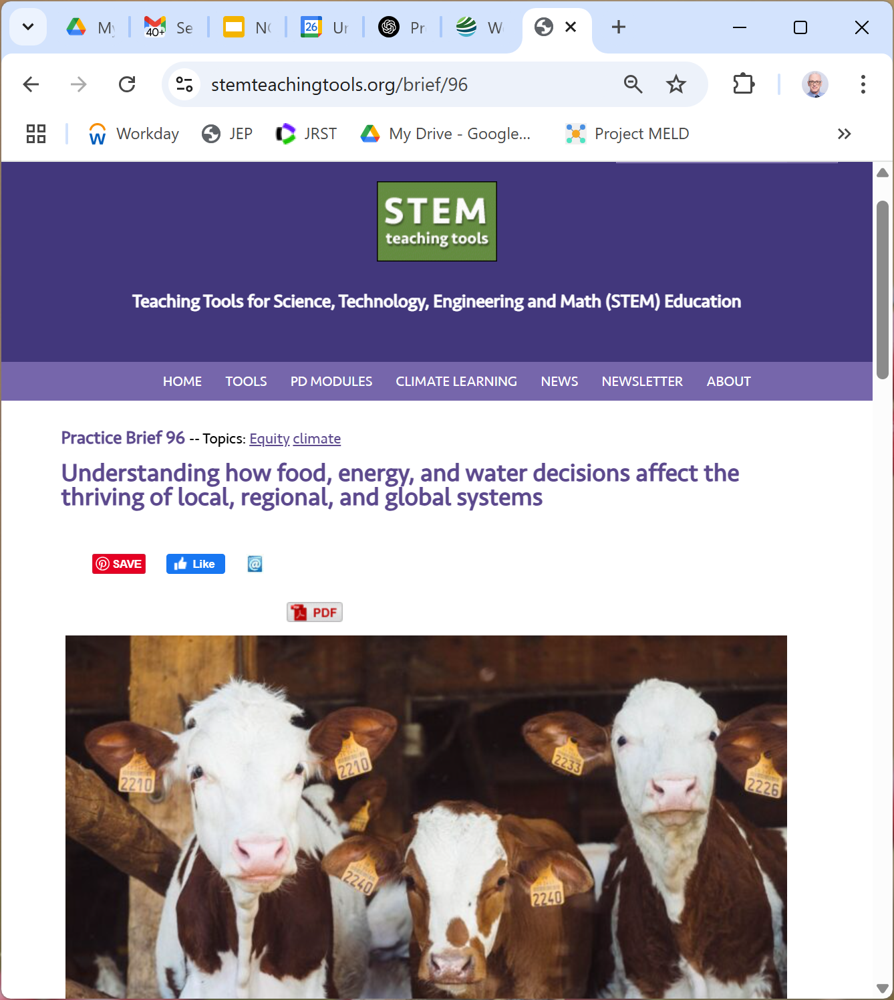 40+
Se
26
stemteachingtools.org/brief/96
Workday
JEP
JRST
My Drive - Google...
Project MELD
STEM
teaching tools
Teaching Tools for Science, Technology, Engineering and Math (STEM) Education
HOME TOOLS PD MODULES CLIMATE LEARNING NEWS NEWSLETTER ABOUT
Practice Brief 96 -- Topics: Equity climate
Understanding how food, energy, and water decisions affect the
thriving of local, regional, and global systems
SAVE
Like
@
PDF
2210
2210
2233
2226
2240
2240